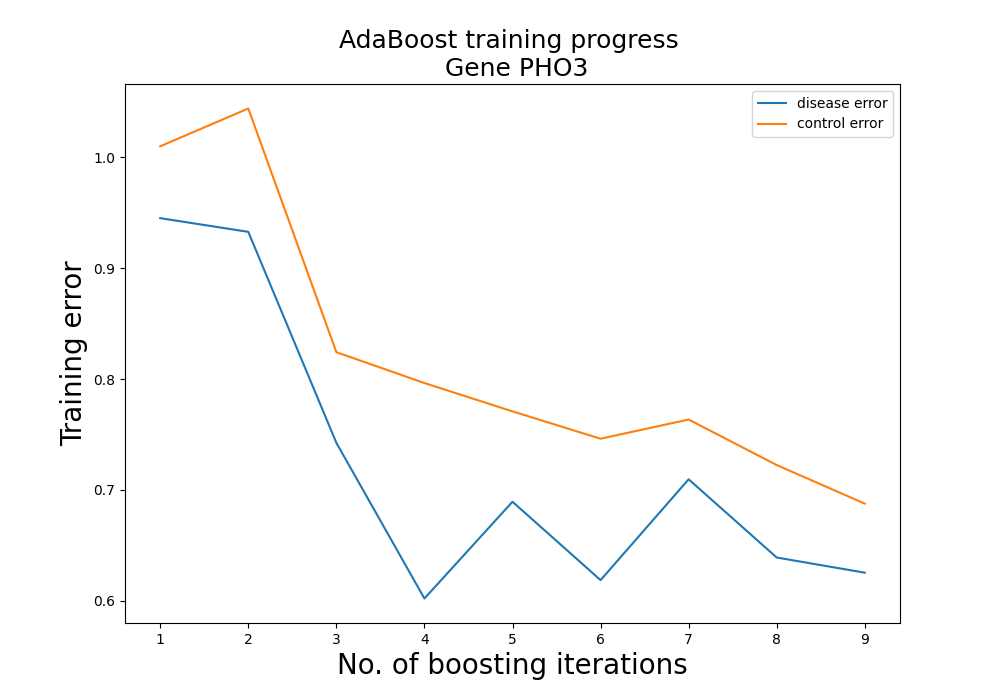 AdaBoost training progress
Gene PHO3
disease error
control error
Training error
1.0
0.9
0.8
0.7
0.6
1 2 3 4 5 6 7 8 9
No. of boosting iterations